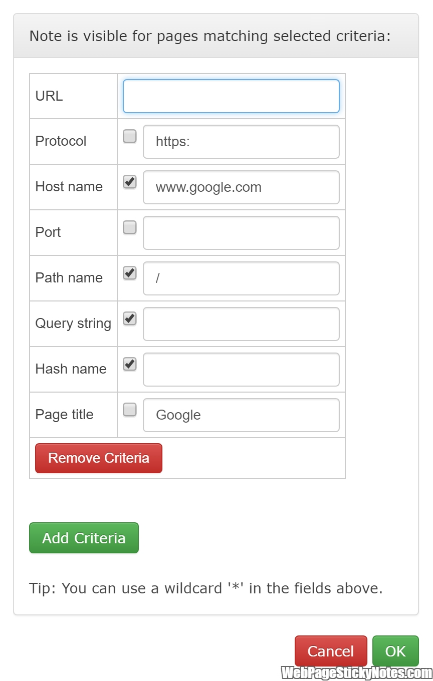 Note is visible for pages matching selected criteria:
URL
Protocol https:
Host name www.google.com
Port
Path name /
Query string
Hash name
Page title Google
Remove Criteria
Add Criteria
Tip: You can use a wildcard '*' in the fields above.
Cancel OK
WebPageStickyNotes.com